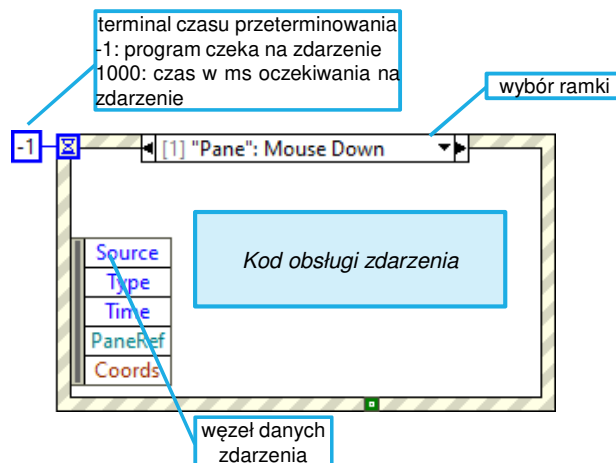 terminal czasu przeterminowania
-1: program czeka na zdarzenie
1000: czas w ms oczekiwania na
zdarzenie
wybór ramki
-1
[1] "Pane": Mouse Down
Source
Type
Time
PaneRef
Coords
Kod obsługi zdarzenia
węzeł danych
zdarzenia